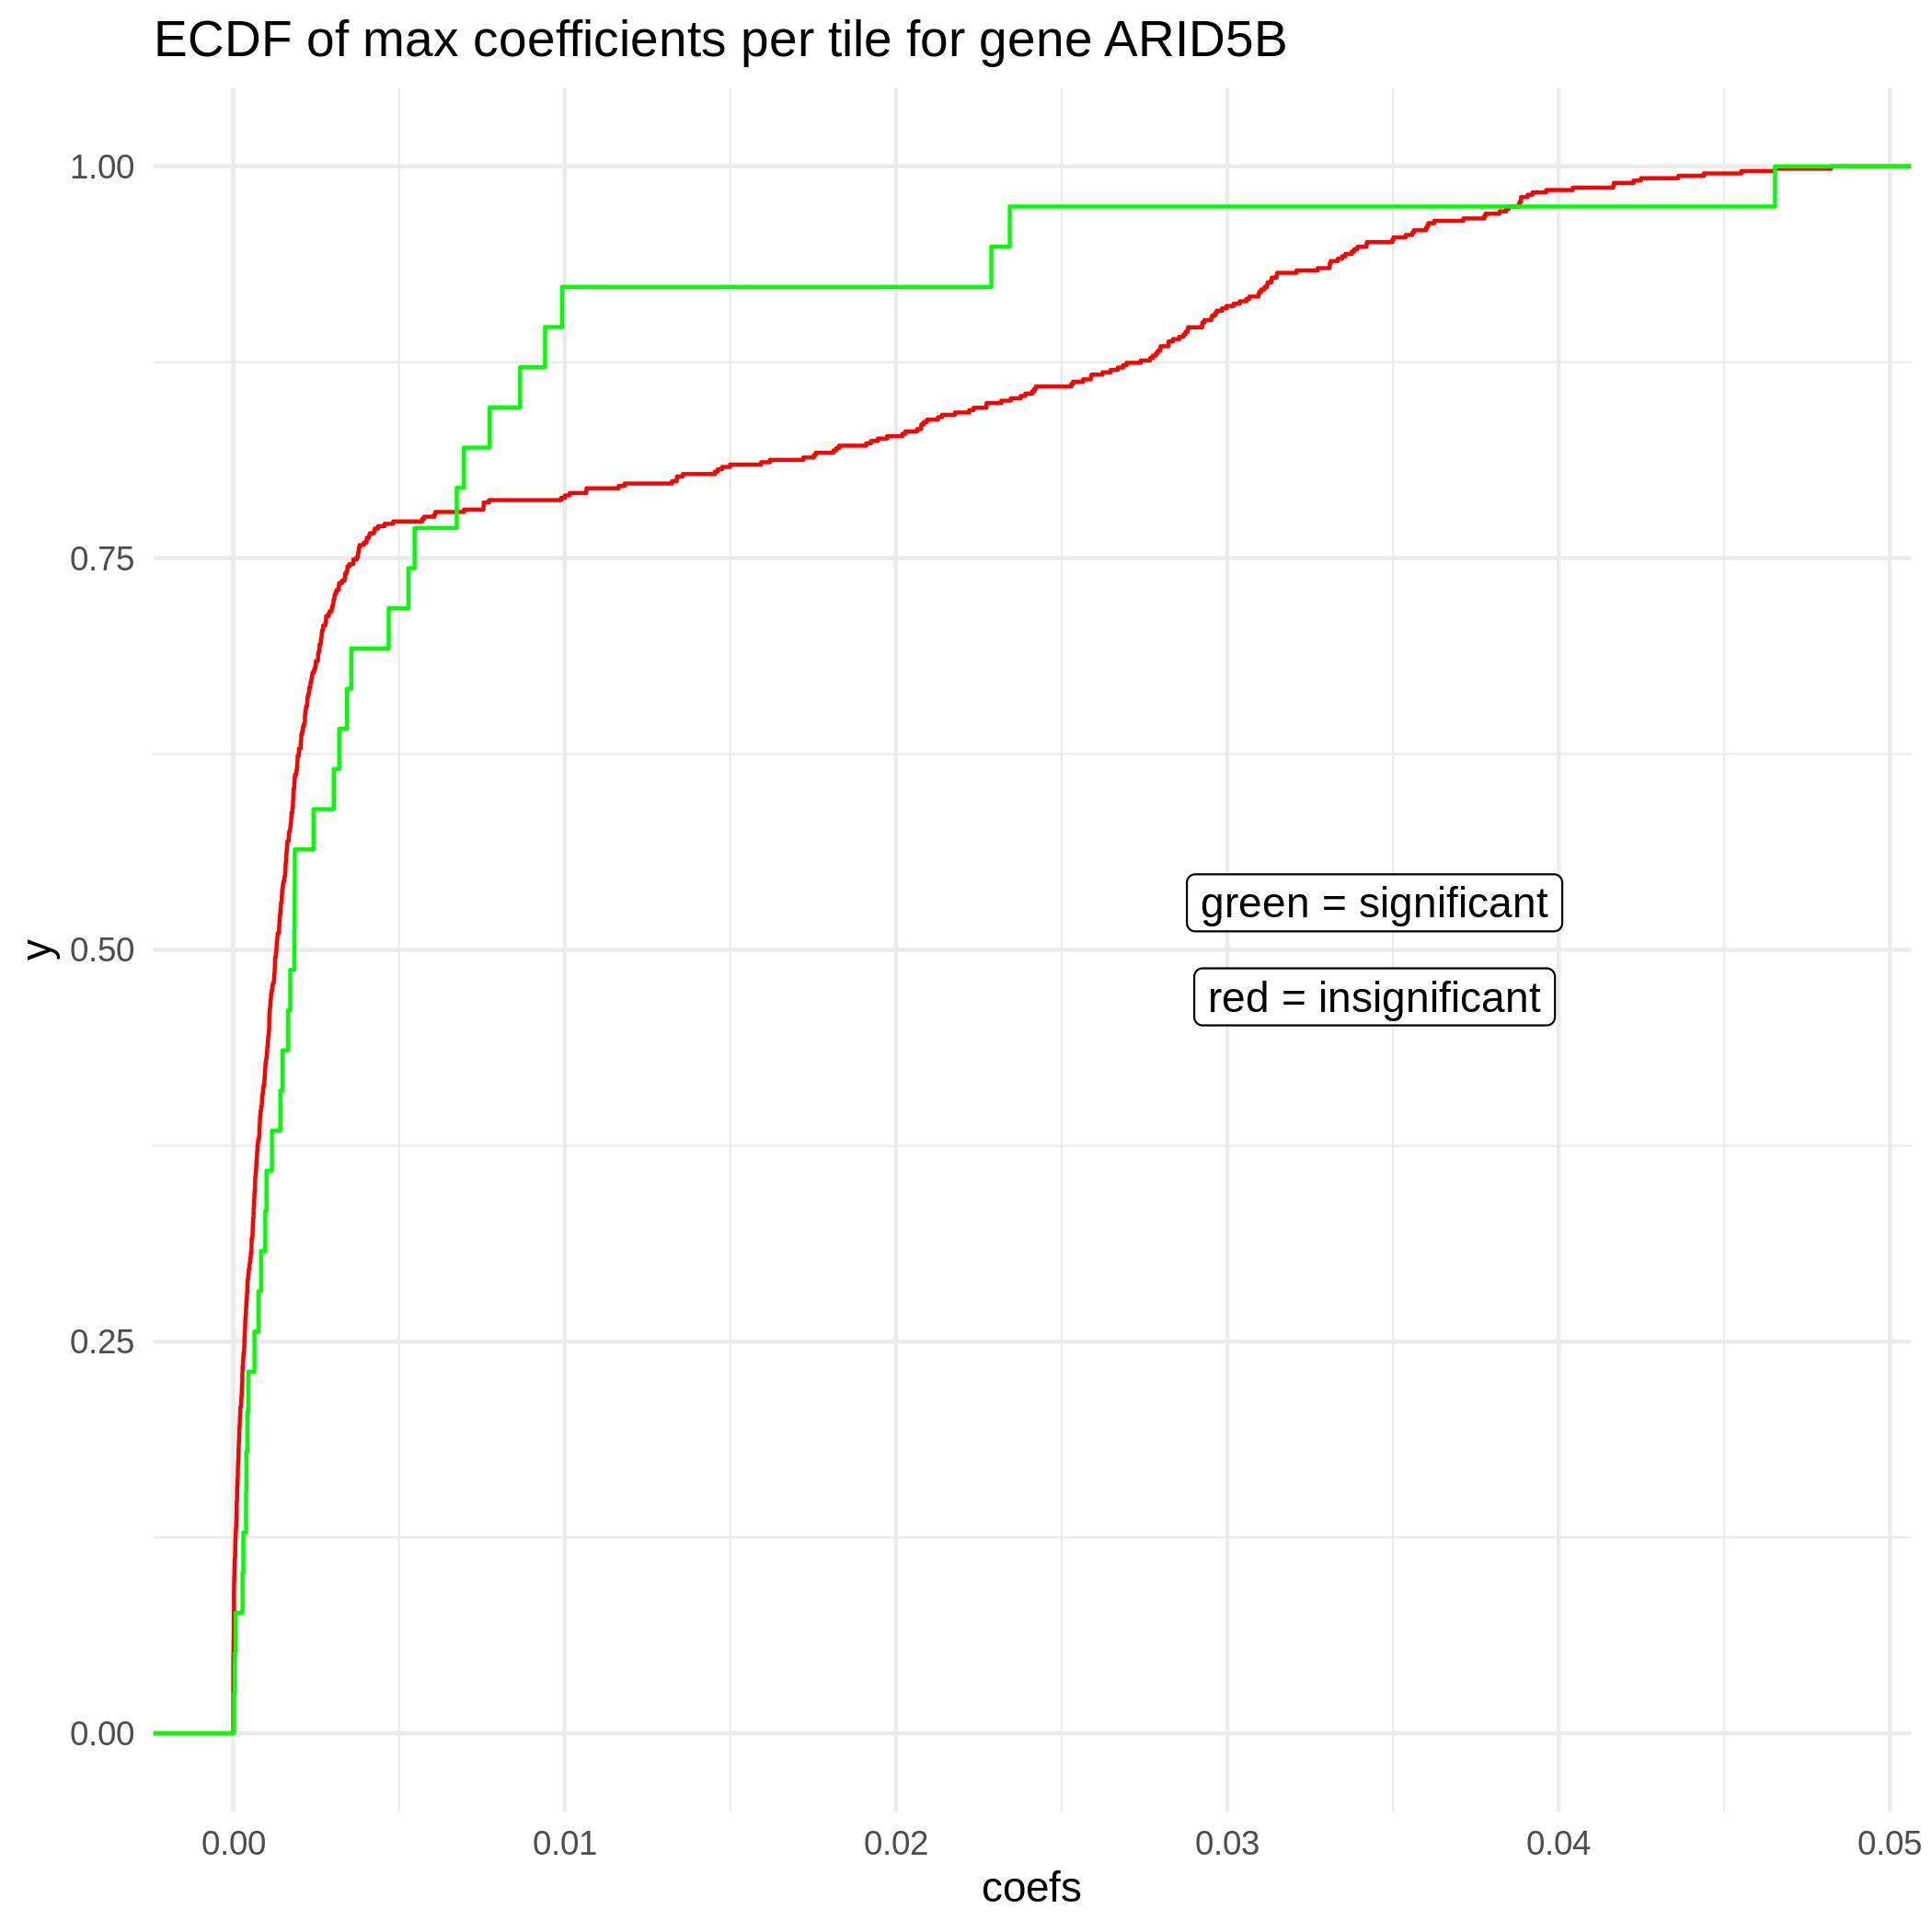 ECDF of max coefficients per tile for gene ARID5B
1.00
0.75
0.50
0.25
0.00
y
green = significant
red = insignificant
0.00 0.01 0.02 0.03 0.04 0.05
coefs